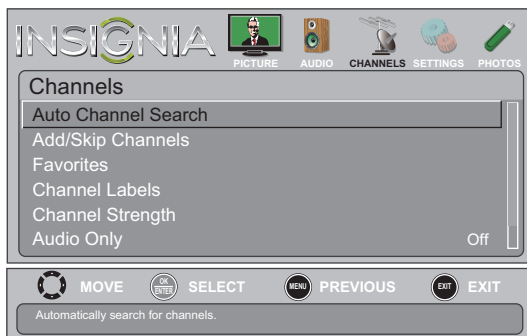 INSIGNIA
PICTURE AUDIO CHANNELS SETTINGS PHOTOS
Channels
Auto Channel Search
Add/Skip Channels
Favorites
Channel Labels
Channel Strength
Audio Only Off
MOVE OK ENTER SELECT MENU PREVIOUS EXIT EXIT
Automatically search for channels.